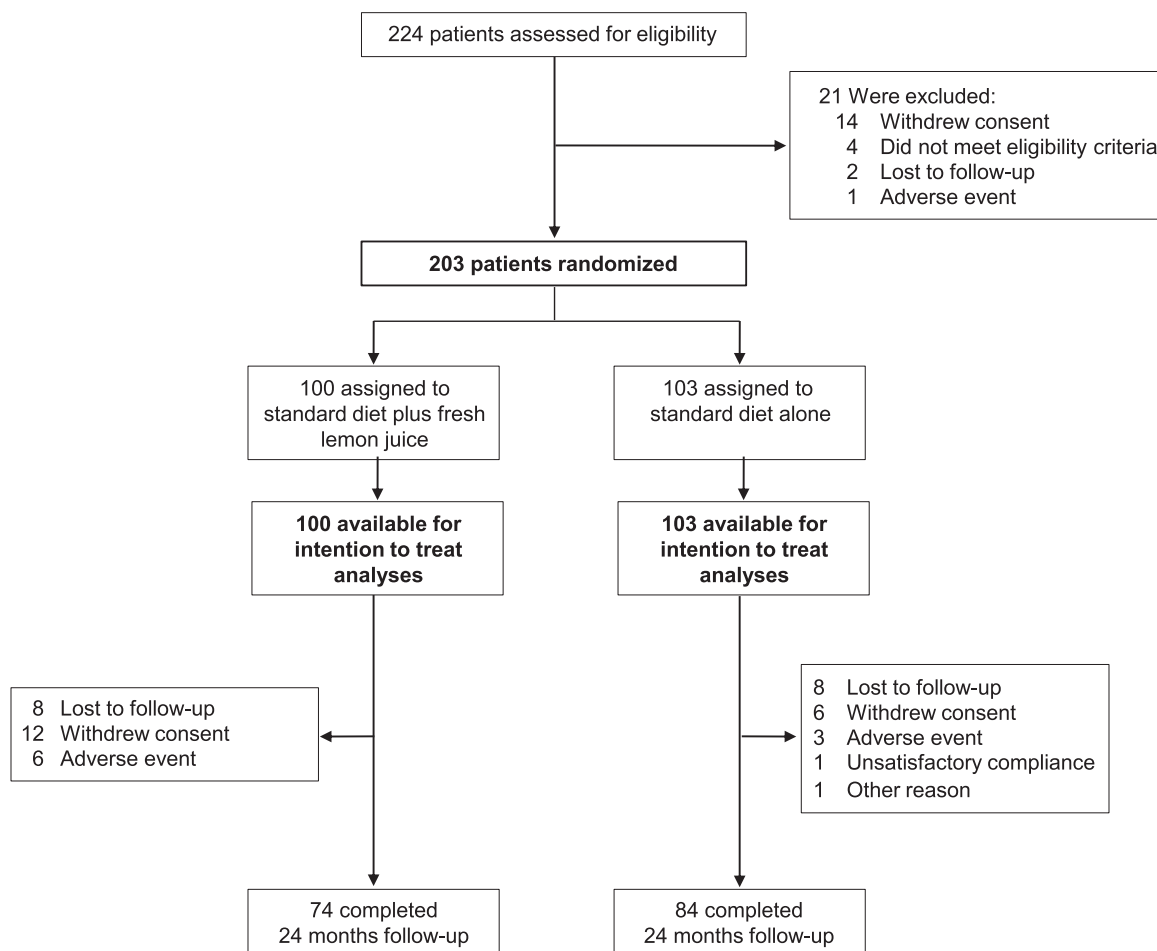 224 patients assessed for eligibility
21 Were excluded:
14 Withdrew consent
4 Did not meet eligibility criteria
2 Lost to follow-up
1 Adverse event
203 patients randomized
100 assigned to
standard diet plus fresh
lemon juice
103 assigned to
standard diet alone
100 available for
intention to treat
analyses
103 available for
intention to treat
analyses
8 Lost to follow-up
12 Withdrew consent
6 Adverse event
8 Lost to follow-up
6 Withdrew consent
3 Adverse event
1 Unsatisfactory compliance
1 Other reason
74 completed
24 months follow-up
84 completed
24 months follow-up